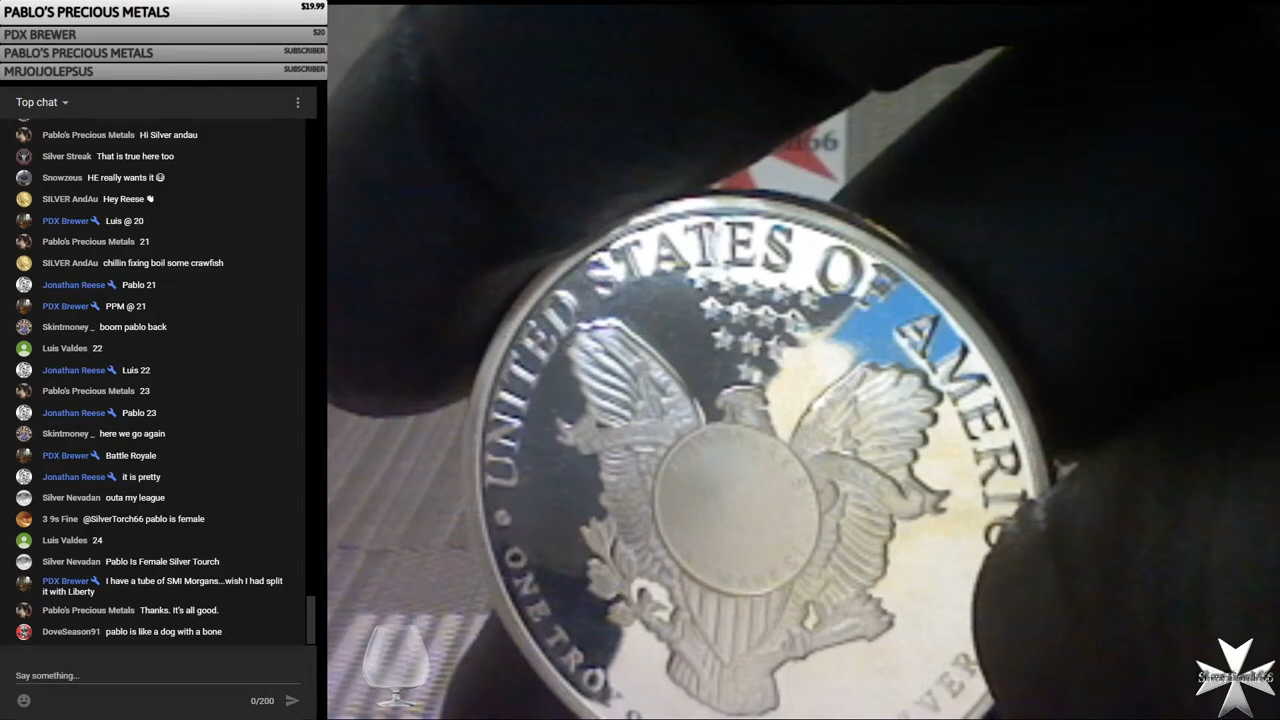 PABLO'S PRECIOUS METALS $19.99
PDX BREWER $20
PABLO'S PRECIOUS METALS SUBSCRIBER
MRJOIJOLEPSUS SUBSCRIBER
Top chat
Pablo's Precious Metals Hi Silver andau
Silver Streak That is true here too
Snowzeus HE really wants it
SILVER AndAu Hey Reese
PDX Brewer Luis @ 20
Pablo's Precious Metals 21
SILVER AndAu chillin fixing boil some crawfish
Jonathan Reese Pablo 21
PDX Brewer PPM @ 21
Skintmoney _ boom pablo back
Luis Valdes 22
Jonathan Reese Luis 22
Pablo's Precious Metals 23
Jonathan Reese Pablo 23
Skintmoney _ here we go again
PDX Brewer Battle Royale
Jonathan Reese it is pretty
Silver Nevadan outa my league
3 9s Fine @SilverTorch66 pablo is female
Luis Valdes 24
Silver Nevadan Pablo Is Female Silver Tourch
PDX Brewer I have a tube of SMI Morgans...wish I had split
it with Liberty
Pablo's Precious Metals Thanks. It's all good.
DoveSeason91 pablo is like a dog with a bone
Say something...
0/200
66
UNITED STATES OF AMERIC
ONE TROY
VER